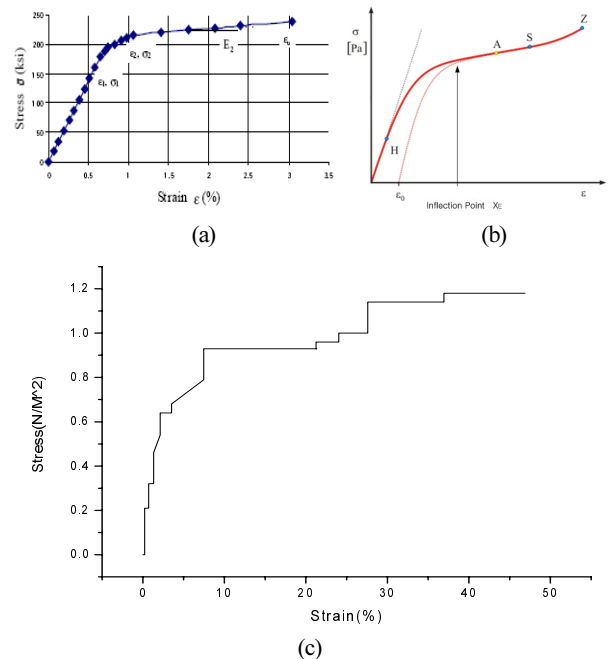 Stress σ (ksi)
250
200
150
100
50
0
ε₂, σ₂
E₂
εᵤ
ε₁, σ₁
0 0.5 1 1.5 2 2.5 3 3.5
Strain ε (%)
(a)
σ
[Pa]
Z
S
A
H
ε₀
ε
Inflection Point XE
(b)
Stress(N/M^2)
1.2
1.0
0.8
0.6
0.4
0.2
0.0
0 10 20 30 40 50
Strain(%)
(c)